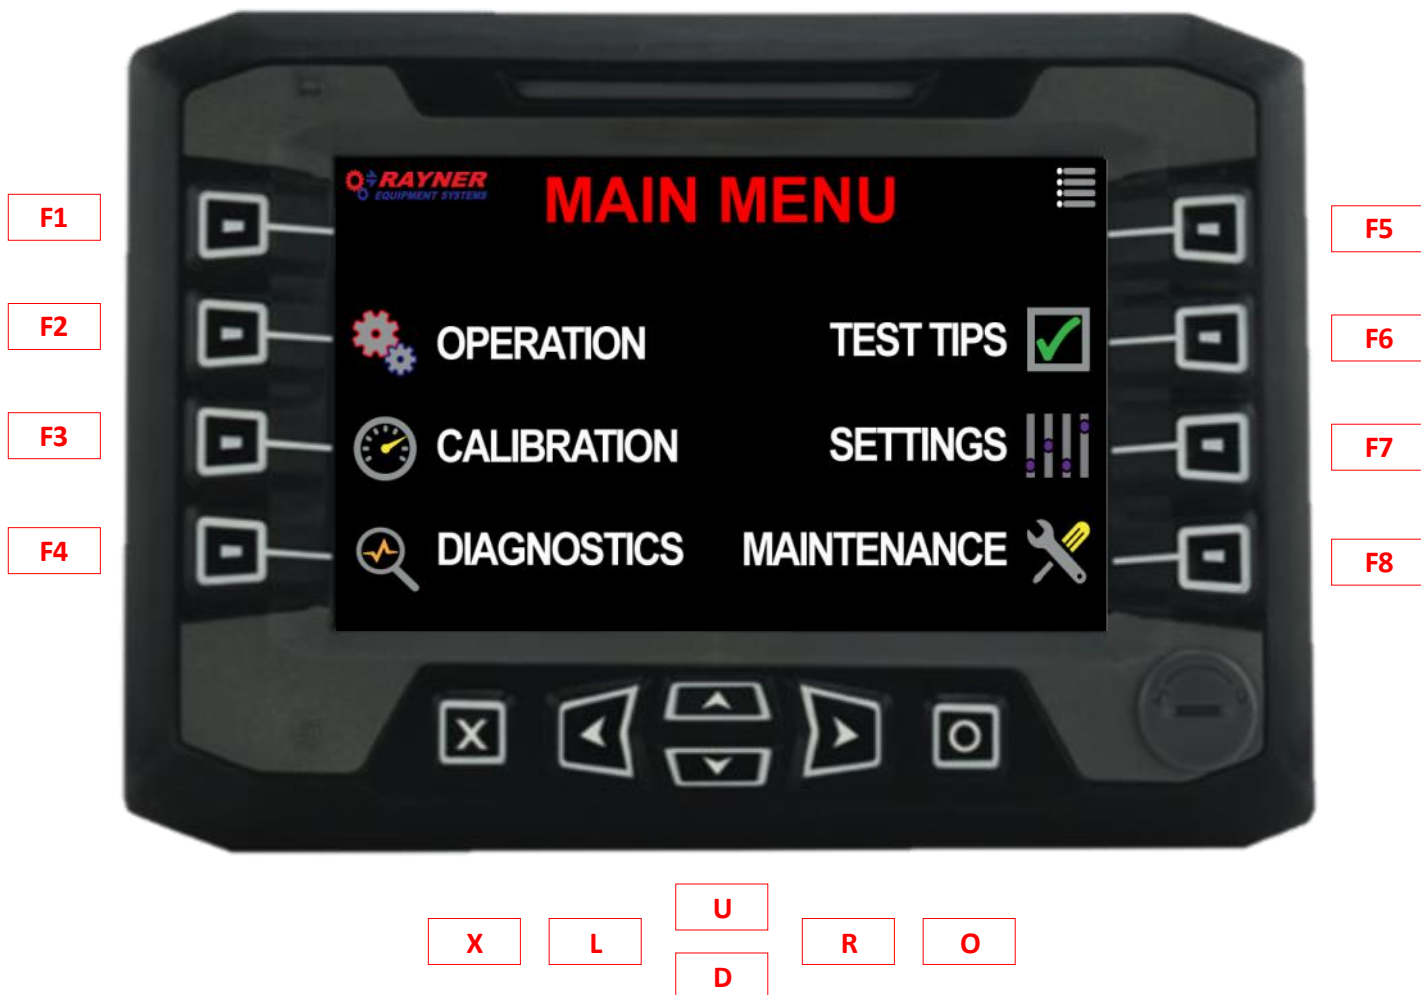 RAYNER
EQUIPMENT SYSTEMS
MAIN MENU
F1
F5
F2
OPERATION
TEST TIPS
F6
F3
CALIBRATION
SETTINGS
F7
F4
DIAGNOSTICS
MAINTENANCE
F8
X
O
U
X
L
R
O
D